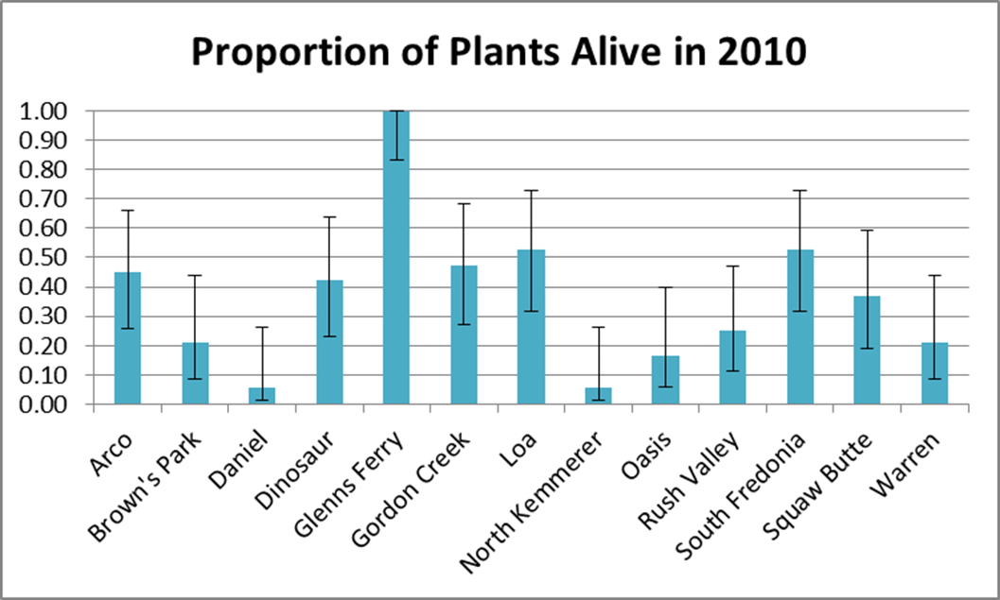 Proportion of Plants Alive in 2010
1.00
0.90
0.80
0.70
0.60
0.50
0.40
0.30
0.20
0.10
0.00
Arco
Brown's Park
Daniel
Dinosaur
Glenns Ferry
Gordon Creek
Loa
North Kemmerer
Oasis
Rush Valley
South Fredonia
Squaw Butte
Warren